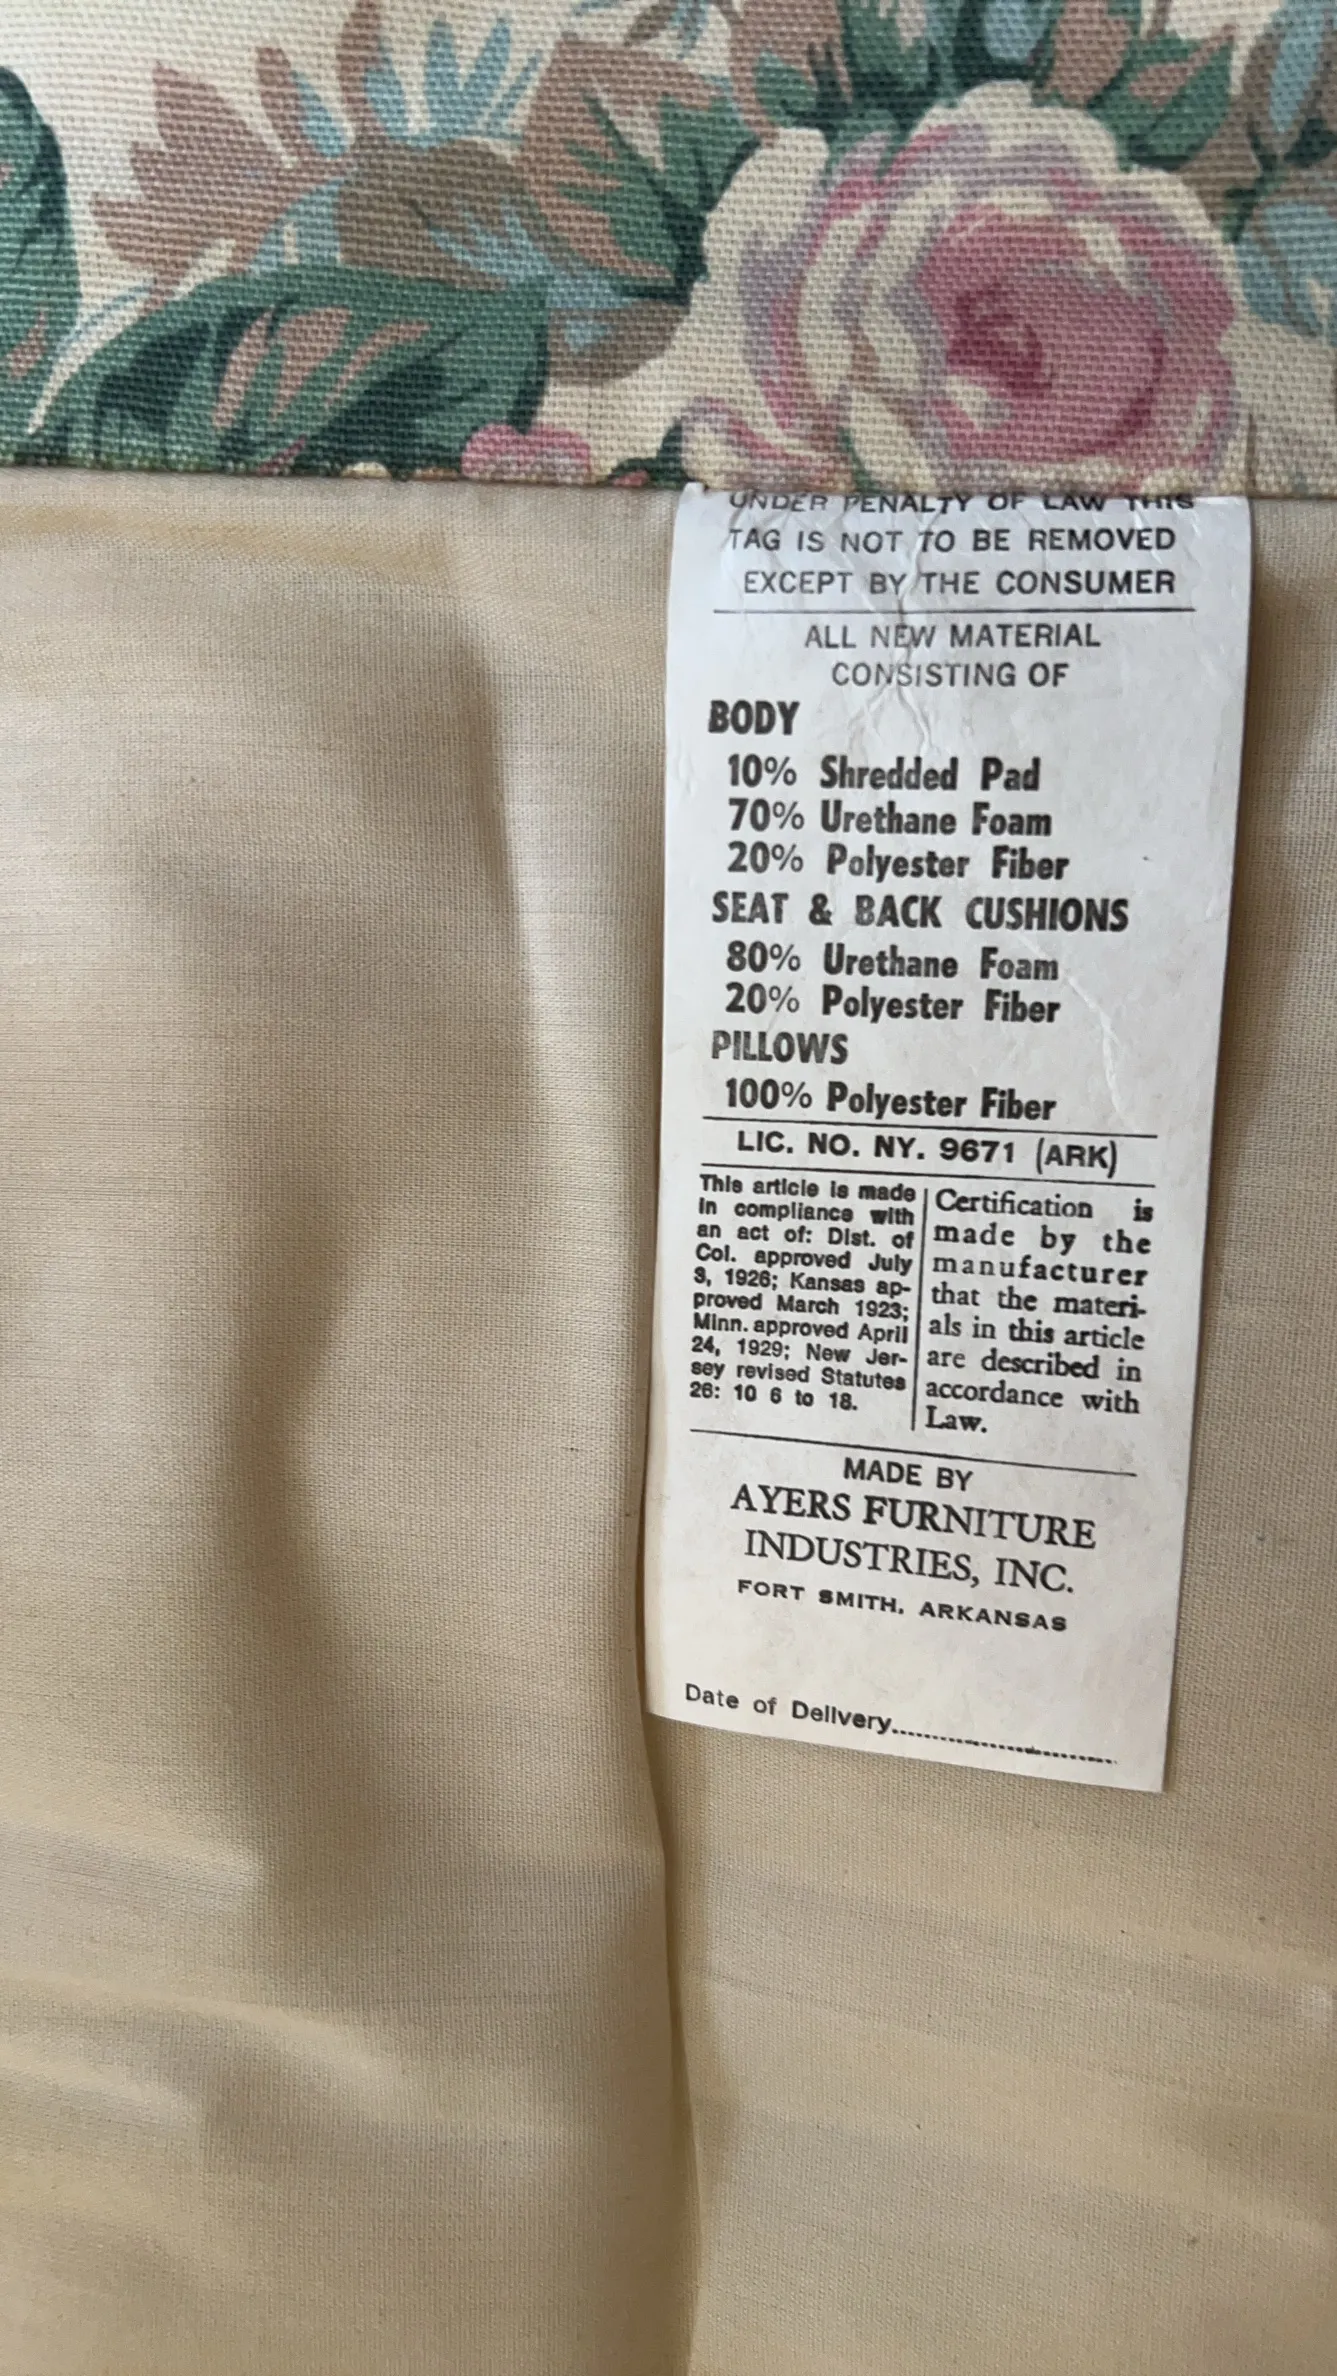 UNDER PENALTY OF LAW THIS
TAG IS NOT TO BE REMOVED
EXCEPT BY THE CONSUMER
ALL NEW MATERIAL
CONSISTING OF
BODY
10% Shredded Pad
70% Urethane Foam
20% Polyester Fiber
SEAT & BACK CUSHIONS
80% Urethane Foam
20% Polyester Fiber
PILLOWS
100% Polyester Fiber
LIC. NO. NY. 9671 (ARK)
This article is made
in compliance with
an act of: Dist. of
Col. approved July
3, 1926; Kansas ap-
proved March 1923;
Minn. approved April
24, 1929; New Jer-
sey revised Statutes
26: 10 6 to 18.
Certification is
made by the
manufacturer
that the materi-
als in this article
are described in
accordance with
Law.
MADE BY
AYERS FURNITURE
INDUSTRIES, INC.
FORT SMITH, ARKANSAS
Date of Delivery..............................